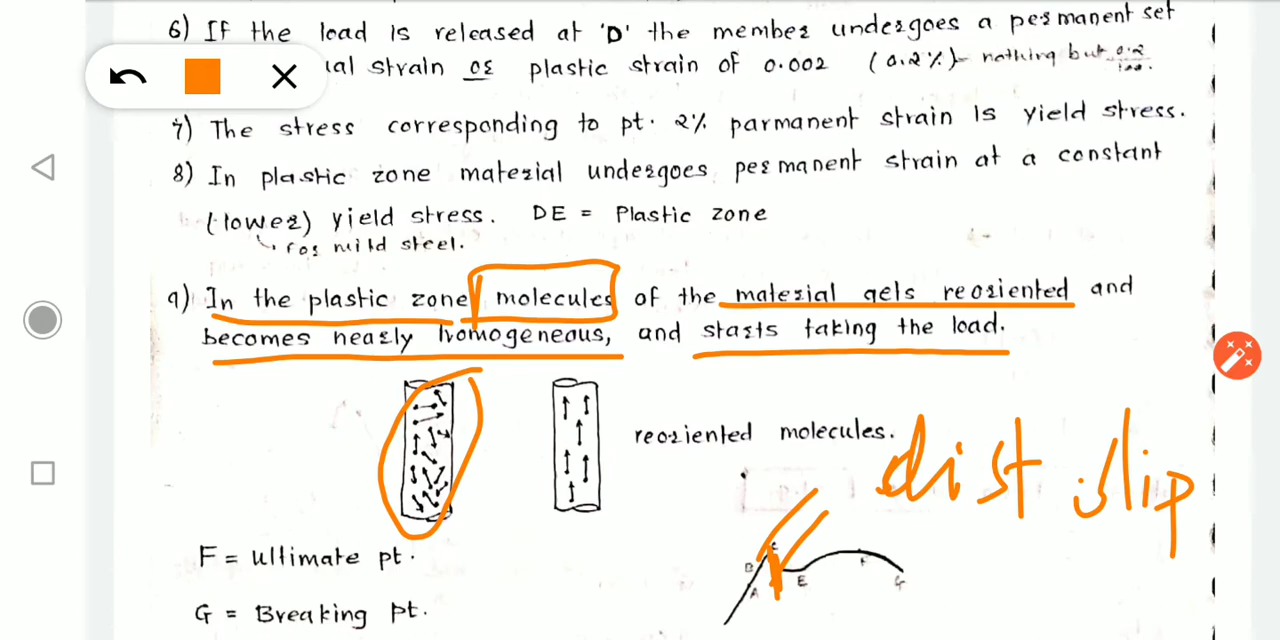 6) If the load is released at 'D' the member undergoes a permanent set
ual strain or plastic strain of 0.002 (0.2%) nothing but 0.2/100.
7) The stress corresponding to pt. 2% parmanent strain is yield stress.
8) In plastic zone material undergoes permanent strain at a constant
(lower) yield stress. DE = Plastic zone
for mild steel.
9) In the plastic zone molecules of the material gets reoriented and
becomes nearly homogeneous, and starts taking the load.
reoriented molecules.
dist slip
F = ultimate pt.
G = Breaking pt.
C
B
A
E
F
G